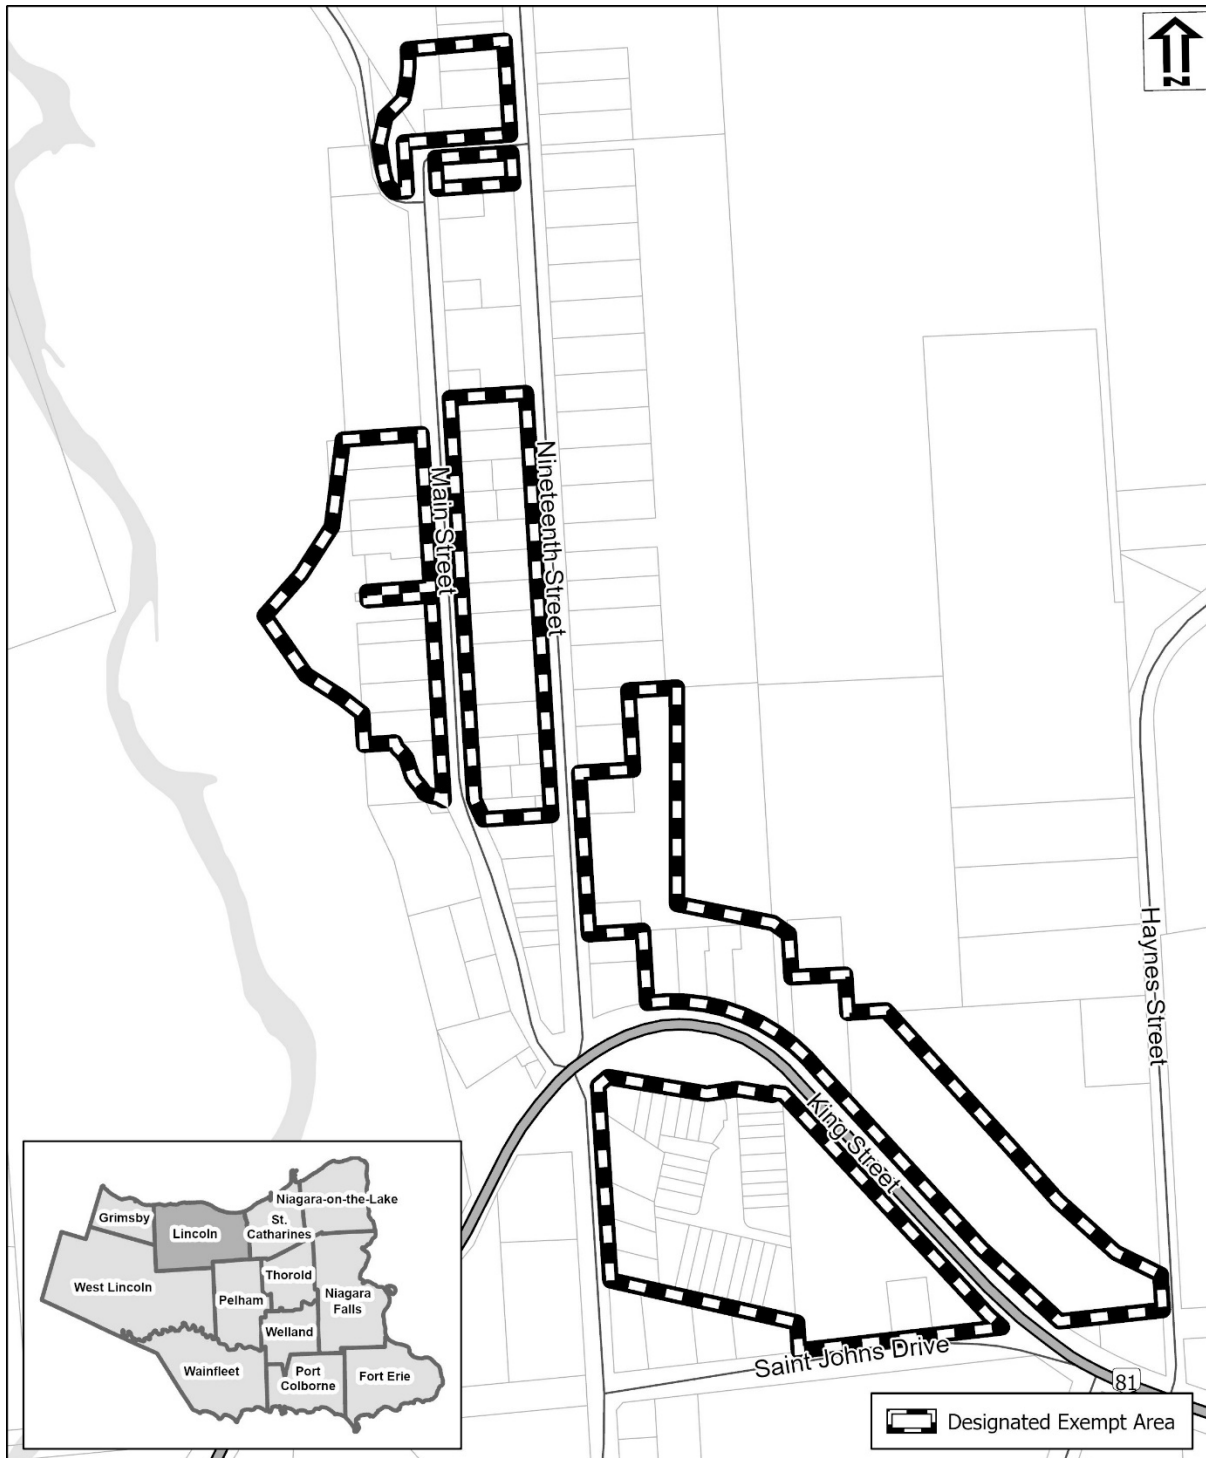 N
Main Street
Nineteenth Street
Haynes Street
King Street
Saint Johns Drive
81
Niagara-on-the-Lake
Grimsby
Lincoln
St.
Catharines
West Lincoln
Thorold
Pelham
Niagara
Falls
Welland
Wainfleet
Port
Colborne
Fort Erie
Designated Exempt Area